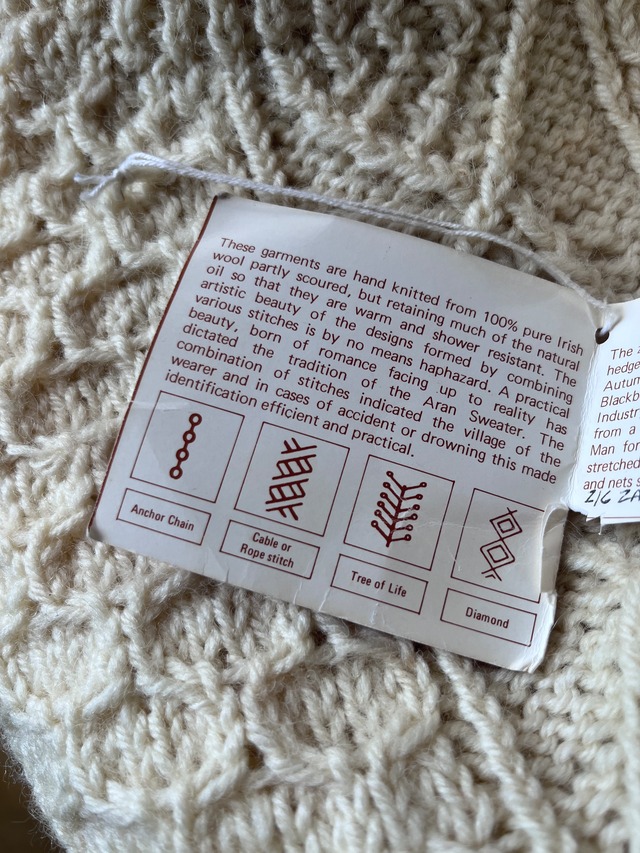 These garments are hand knitted from 100% pure Irish
wool partly scoured, but retaining much of the natural
oil so that they are warm and shower resistant. The
artistic beauty of the designs formed by combining
various stitches is by no means haphazard. A practical
beauty, born of romance facing up to reality has
dictated the tradition of the Aran Sweater. The
combination of stitches indicated the village of the
wearer and in cases of accident or drowning this made
identification efficient and practical.
Anchor Chain
Cable or
Rope stitch
Tree of Life
Diamond
The
hedge
Autum
Blackb
Industr
from a
Man for
stretched
and nets